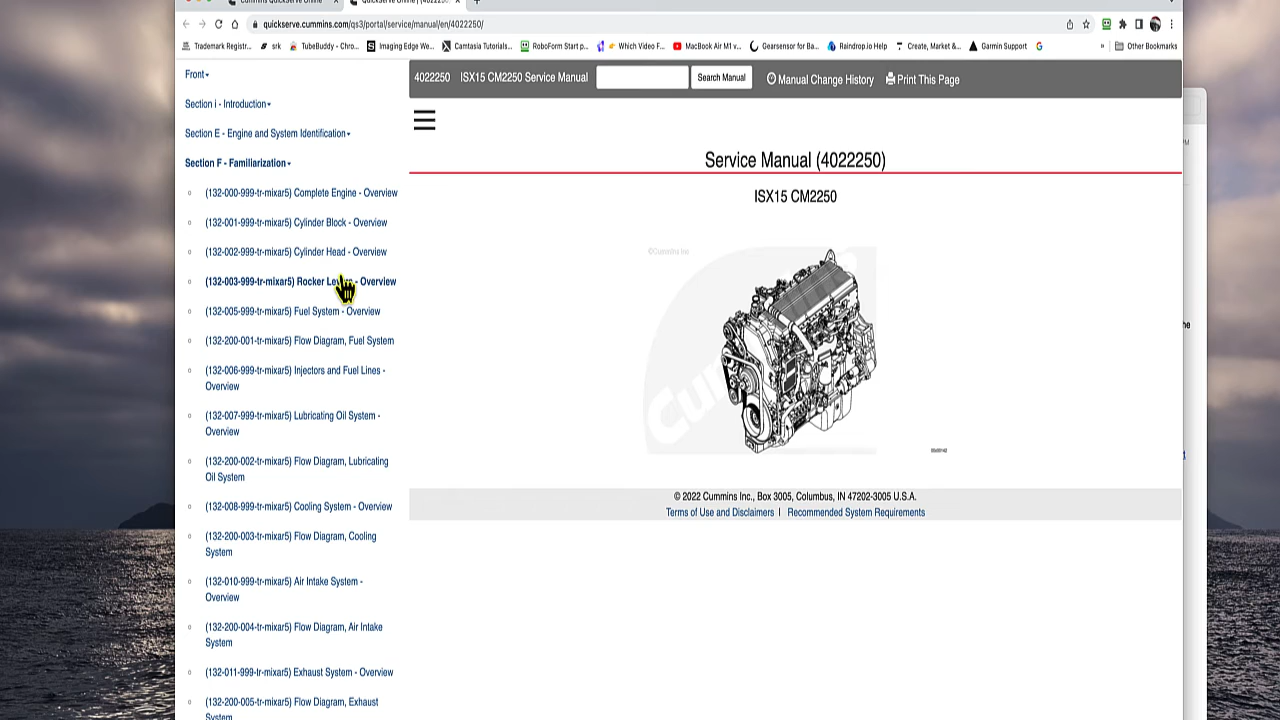 Cummins QuickServe Online
QuickServe Online | (4022250)
quickserve.cummins.com/qs3/portal/service/manual/en/4022250/
Trademark Registr...
srk
TubeBuddy - Chro...
Imaging Edge We...
Camtasia Tutorials...
RoboForm Start p...
Which Video F...
MacBook Air M1 v...
Gearsensor for Ba...
Raindrop.io Help
Create, Market &...
Garmin Support
Other Bookmarks
Front
Section i - Introduction
Section E - Engine and System Identification
Section F - Familiarization
(132-000-999-tr-mixar5) Complete Engine - Overview
(132-001-999-tr-mixar5) Cylinder Block - Overview
(132-002-999-tr-mixar5) Cylinder Head - Overview
(132-003-999-tr-mixar5) Rocker - Overview
(132-005-999-tr-mixar5) Fuel System - Overview
(132-200-001-tr-mixar5) Flow Diagram, Fuel System
(132-006-999-tr-mixar5) Injectors and Fuel Lines -
Overview
(132-007-999-tr-mixar5) Lubricating Oil System -
Overview
(132-200-002-tr-mixar5) Flow Diagram, Lubricating
Oil System
(132-008-999-tr-mixar5) Cooling System - Overview
(132-200-003-tr-mixar5) Flow Diagram, Cooling
System
(132-010-999-tr-mixar5) Air Intake System -
Overview
(132-200-004-tr-mixar5) Flow Diagram, Air Intake
System
(132-011-999-tr-mixar5) Exhaust System - Overview
(132-200-005-tr-mixar5) Flow Diagram, Exhaust
System
4022250 ISX15 CM2250 Service Manual
Search Manual
Manual Change History
Print This Page
Service Manual (4022250)
ISX15 CM2250
©Cummins Inc
© 2022 Cummins Inc., Box 3005, Columbus, IN 47202-3005 U.S.A.
Terms of Use and Disclaimers | Recommended System Requirements